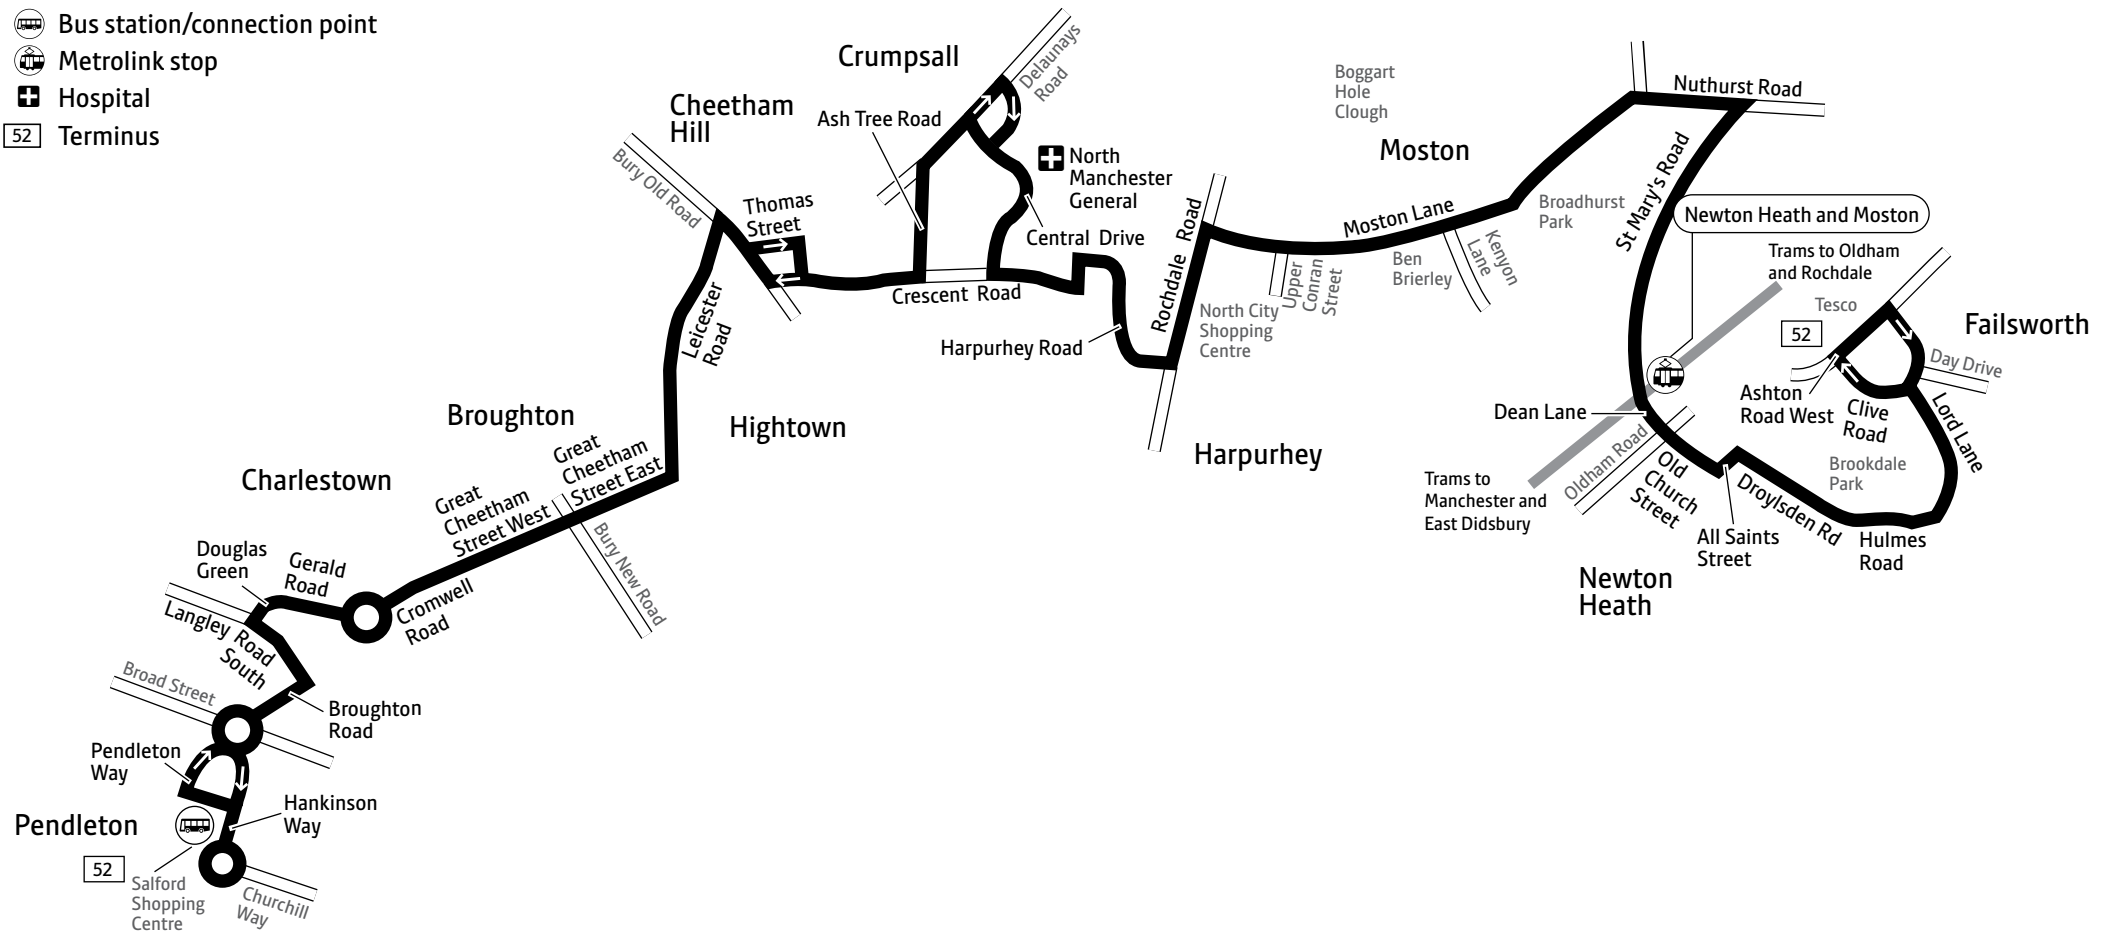 Bus station/connection point
Metrolink stop
Hospital
52
Terminus
Crumpsall
Delaunays
Road
Cheetham
Hill
Ash Tree Road
Bury Old Road
Thomas
Street
North
Manchester
General
Central Drive
Crescent Road
Leicester
Road
Harpurhey Road
Rochdale Road
Boggart
Hole
Clough
Moston
Nuthurst Road
Moston Lane
Broadhurst
Park
St Mary's Road
Ben
Brierley
Kenyon
Lane
Upper
Conran
Street
North City
Shopping
Centre
Harpurhey
Newton Heath and Moston
Trams to Oldham
and Rochdale
Tesco
52
Failsworth
Day Drive
Ashton
Road West
Clive
Road
Lord Lane
Brookdale
Park
Dean Lane
Oldham Road
Trams to
Manchester and
East Didsbury
Old
Church
Street
Droylsden Rd
All Saints
Street
Hulmes
Road
Newton
Heath
Hightown
Broughton
Great
Cheetham
Street East
Charlestown
Great
Cheetham
Street West
Bury New Road
Douglas
Green
Gerald
Road
Cromwell
Road
Langley Road
South
Broad Street
Broughton
Road
Pendleton
Way
Hankinson
Way
Pendleton
52
Salford
Shopping
Centre
Churchill
Way